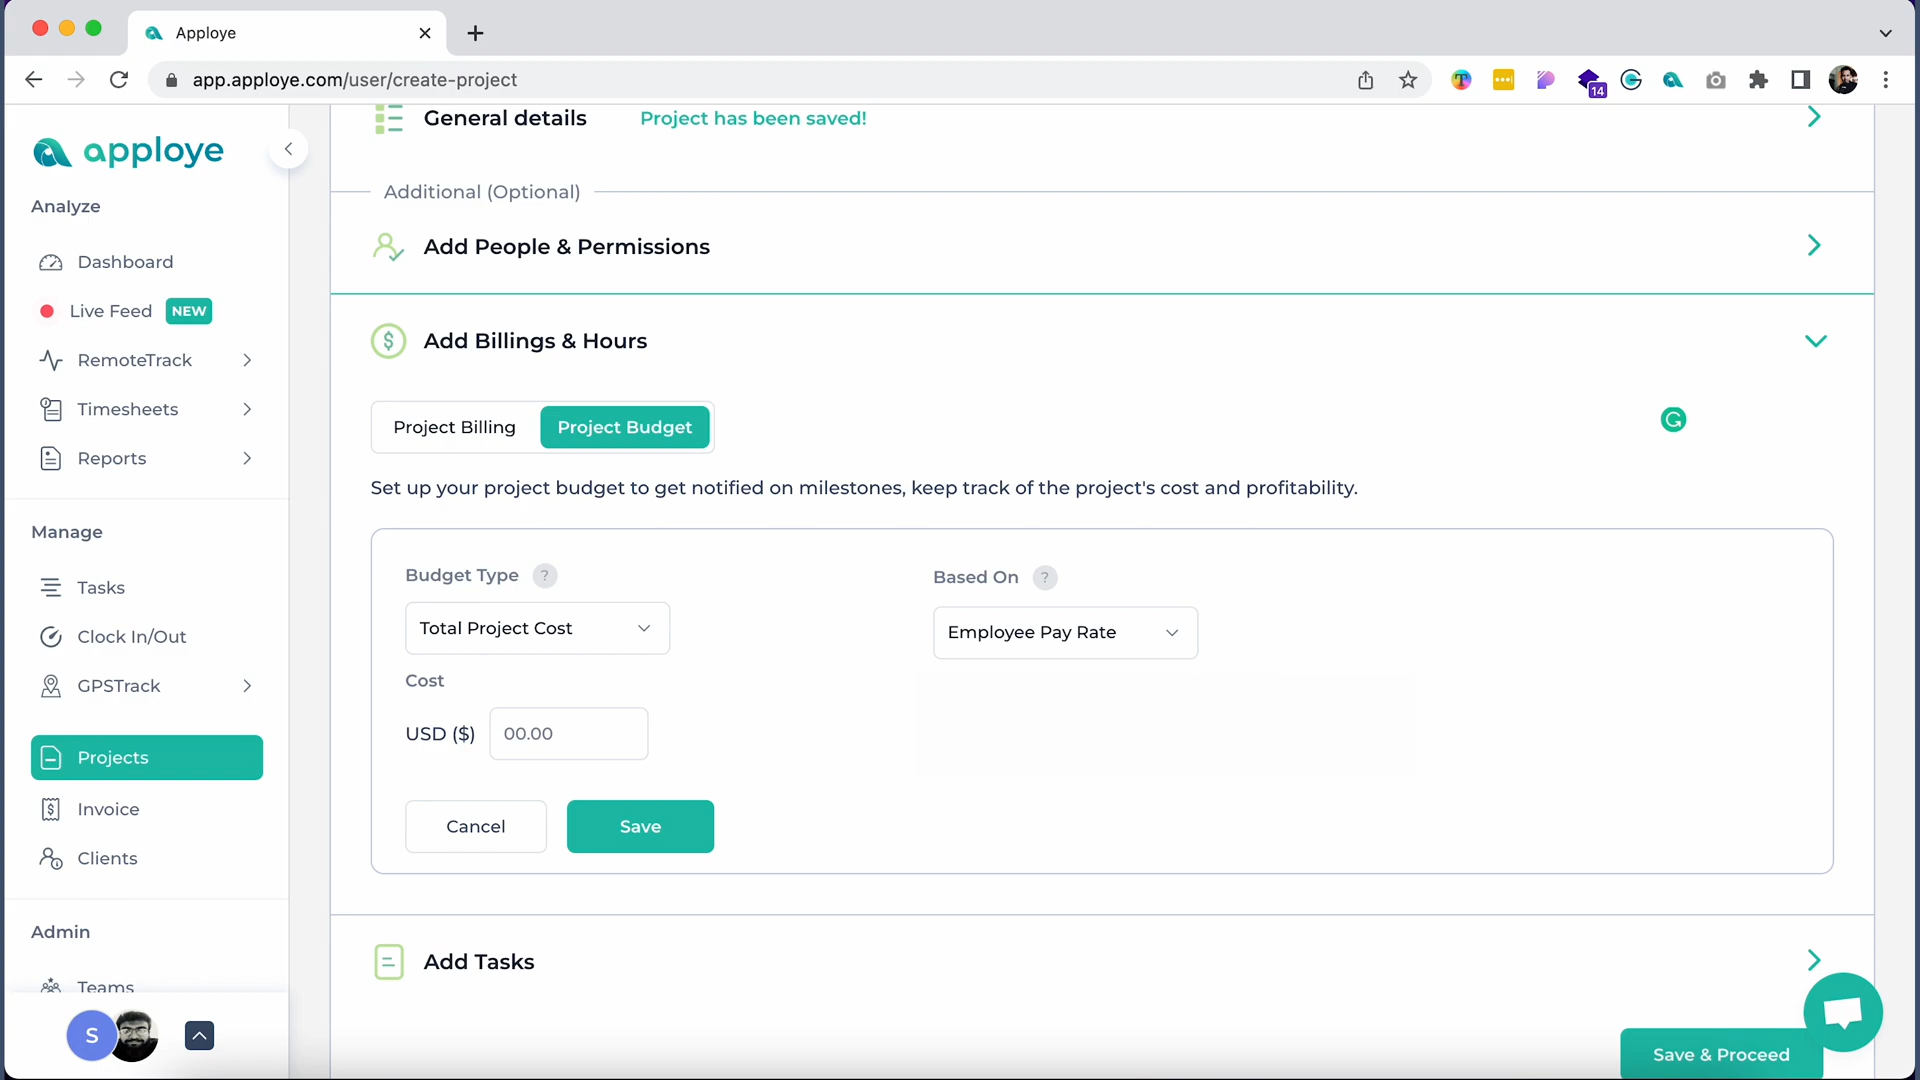 Apploye
app.apploye.com/user/create-project
14
apploye
Analyze
Dashboard
Live Feed NEW
RemoteTrack
Timesheets
Reports
Manage
Tasks
Clock In/Out
GPSTrack
Projects
Invoice
Clients
Admin
Teams
S
General details Project has been saved!
Additional (Optional)
Add People & Permissions
$ Add Billings & Hours
Project Billing Project Budget
Set up your project budget to get notified on milestones, keep track of the project's cost and profitability.
Budget Type ? Based On ?
Total Project Cost Employee Pay Rate
Cost
USD ($) 00.00
Cancel Save
Add Tasks
Save & Proceed